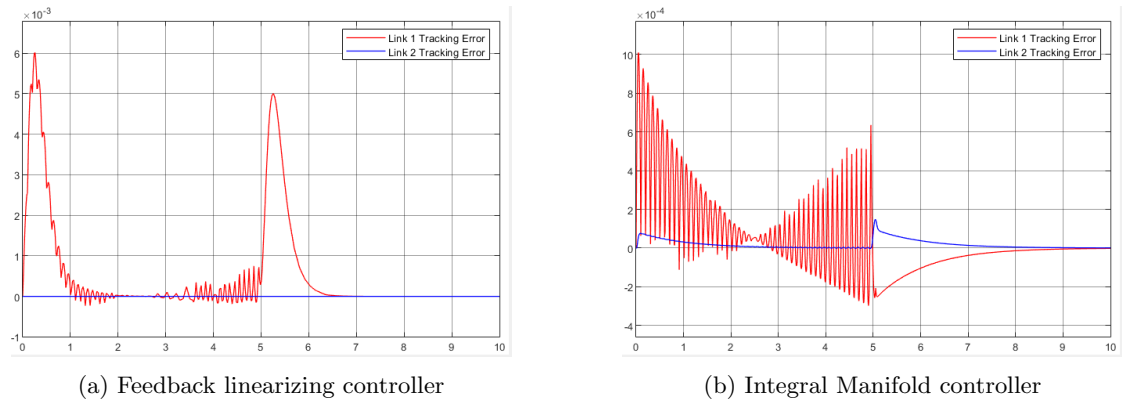 ×10⁻³
6
5
4
3
2
1
0
-1
0 1 2 3 4 5 6 7 8 9 10
Link 1 Tracking Error
Link 2 Tracking Error
(a) Feedback linearizing controller
×10⁻⁴
10
8
6
4
2
0
-2
-4
0 1 2 3 4 5 6 7 8 9 10
Link 1 Tracking Error
Link 2 Tracking Error
(b) Integral Manifold controller